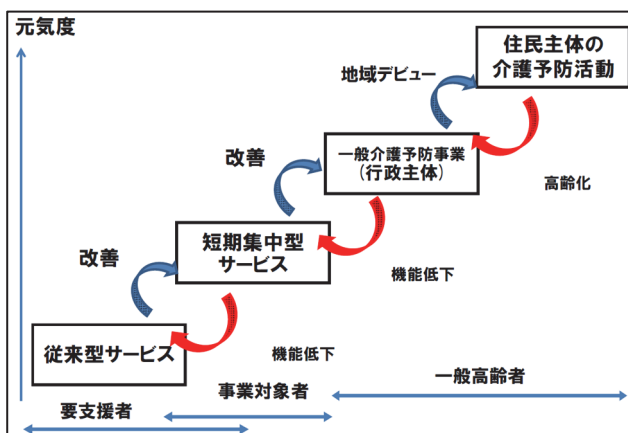 元気度
住民主体の
介護予防活動
地域デビュー
一般介護予防事業
(行政主体)
改善
高齢化
短期集中型
サービス
改善
機能低下
従来型サービス
機能低下
一般高齢者
事業対象者
要支援者